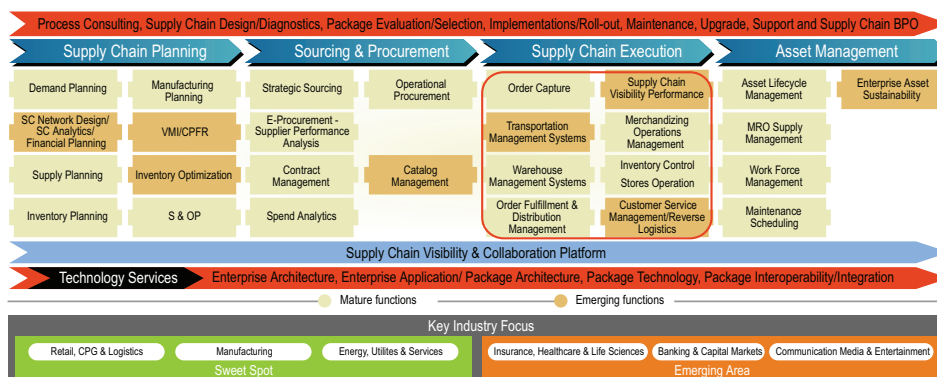 Process Consulting, Supply Chain Design/Diagnostics, Package Evaluation/Selection, Implementations/Roll-out, Maintenance, Upgrade, Support and Supply Chain BPO
Supply Chain Planning
Sourcing & Procurement
Supply Chain Execution
Asset Management
Demand Planning
Manufacturing
Planning
SC Network Design/
SC Analytics/
Financial Planning
VMI/CPFR
Supply Planning
Inventory Optimization
Inventory Planning
S & OP
Strategic Sourcing
Operational
Procurement
E-Procurement -
Supplier Performance
Analysis
Contract
Management
Catalog
Management
Spend Analytics
Order Capture
Supply Chain
Visibility Performance
Transportation
Management Systems
Merchandizing
Operations
Management
Warehouse
Management Systems
Inventory Control
Stores Operation
Order Fulfillment &
Distribution
Management
Customer Service
Management/Reverse
Logistics
Asset Lifecycle
Management
Enterprise Asset
Sustainability
MRO Supply
Management
Work Force
Management
Maintenance
Scheduling
Supply Chain Visibility & Collaboration Platform
Technology Services
Enterprise Architecture, Enterprise Application/ Package Architecture, Package Technology, Package Interoperability/Integration
Mature functions
Emerging functions
Key Industry Focus
Retail, CPG & Logistics
Manufacturing
Energy, Utilites & Services
Sweet Spot
Insurance, Healthcare & Life Sciences
Banking & Capital Markets
Communication Media & Entertainment
Emerging Area